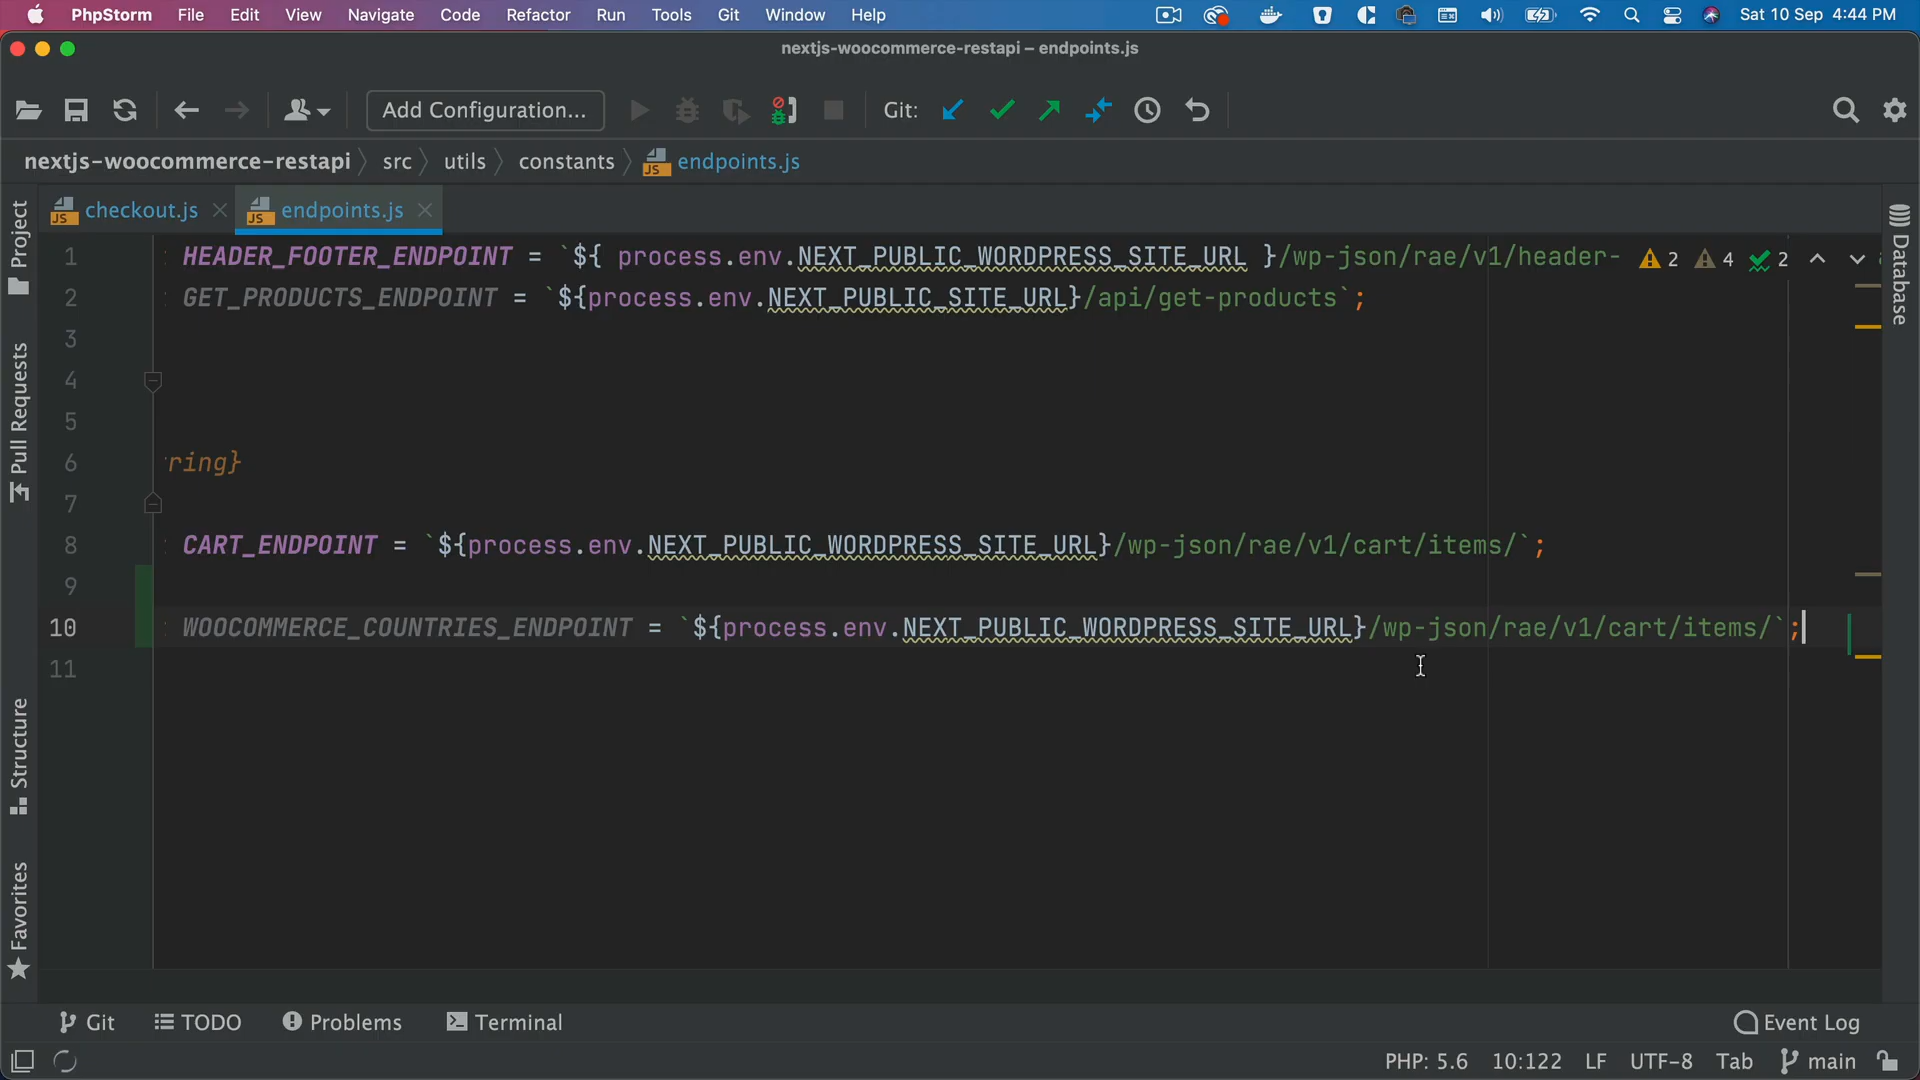 PhpStorm File Edit View Navigate Code Refactor Run Tools Git Window Help Sat 10 Sep 4:44 PM
nextjs-woocommerce-restapi – endpoints.js
Add Configuration... Git:
nextjs-woocommerce-restapi src utils constants endpoints.js
checkout.js endpoints.js
1 HEADER_FOOTER_ENDPOINT = `${ process.env.NEXT_PUBLIC_WORDPRESS_SITE_URL }/wp-json/rae/v1/header- 2 4 2
2 GET_PRODUCTS_ENDPOINT = `${process.env.NEXT_PUBLIC_SITE_URL}/api/get-products`;
3
4
5
6 ring}
7
8 CART_ENDPOINT = `${process.env.NEXT_PUBLIC_WORDPRESS_SITE_URL}/wp-json/rae/v1/cart/items/`;
9
10 WOOCOMMERCE_COUNTRIES_ENDPOINT = `${process.env.NEXT_PUBLIC_WORDPRESS_SITE_URL}/wp-json/rae/v1/cart/items/`;
11
Project
Pull Requests
Structure
Favorites
Database
Git TODO Problems Terminal Event Log
PHP: 5.6 10:122 LF UTF-8 Tab main